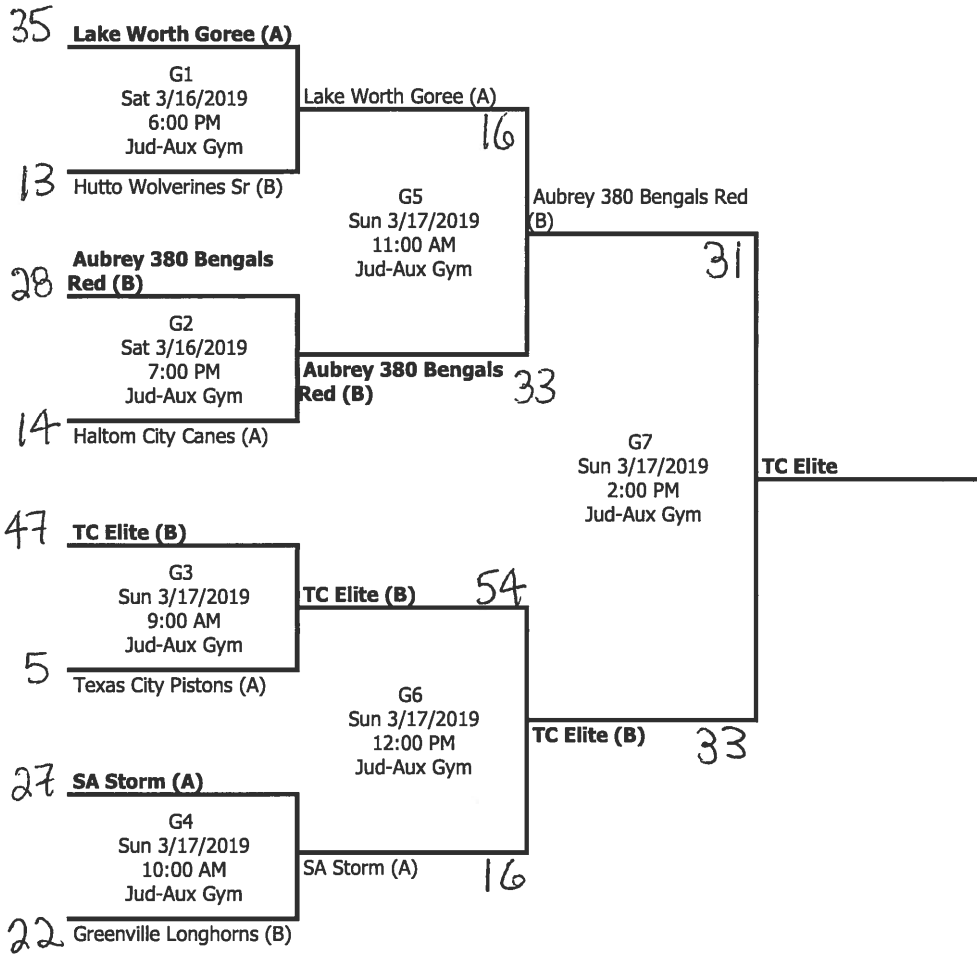 35 Lake Worth Goree (A)
G1
Sat 3/16/2019
6:00 PM
Jud-Aux Gym
13 Hutto Wolverines Sr (B)
Lake Worth Goree (A)
16
G5
Sun 3/17/2019
11:00 AM
Jud-Aux Gym
Aubrey 380 Bengals
28 Red (B)
G2
Sat 3/16/2019
7:00 PM
Jud-Aux Gym
14 Haltom City Canes (A)
Aubrey 380 Bengals
Red (B) 33
Aubrey 380 Bengals Red
(B)
31
G7
Sun 3/17/2019
2:00 PM
Jud-Aux Gym
TC Elite
47 TC Elite (B)
G3
Sun 3/17/2019
9:00 AM
Jud-Aux Gym
5 Texas City Pistons (A)
TC Elite (B) 54
G6
Sun 3/17/2019
12:00 PM
Jud-Aux Gym
TC Elite (B) 33
27 SA Storm (A)
G4
Sun 3/17/2019
10:00 AM
Jud-Aux Gym
22 Greenville Longhorns (B)
SA Storm (A) 16